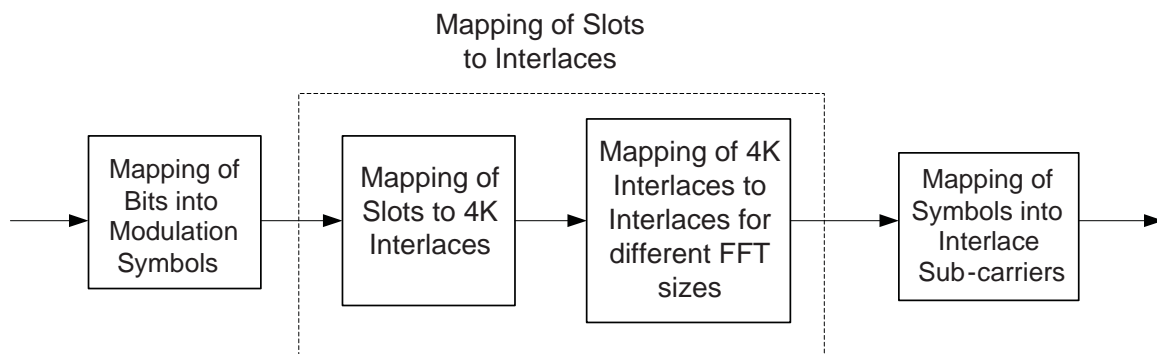 Mapping of Slots
to Interlaces
Mapping of
Bits into
Modulation
Symbols
Mapping of
Slots to 4K
Interlaces
Mapping of 4K
Interlaces to
Interlaces for
different FFT
sizes
Mapping of
Symbols into
Interlace
Sub-carriers